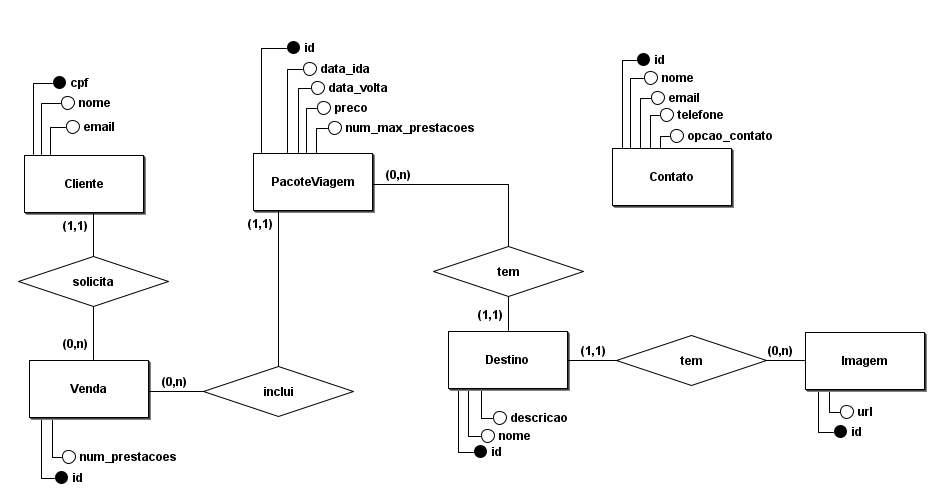 id
data_ida
data_volta
preco
num_max_prestacoes
PacoteViagem
cpf
nome
email
Cliente
id
nome
email
telefone
opcao_contato
Contato
(0,n)
(1,1)
(1,1)
solicita
tem
(0,n)
(1,1)
Venda
(0,n)
inclui
Destino
(1,1)
tem
(0,n)
Imagem
num_prestacoes
id
descricao
nome
id
url
id